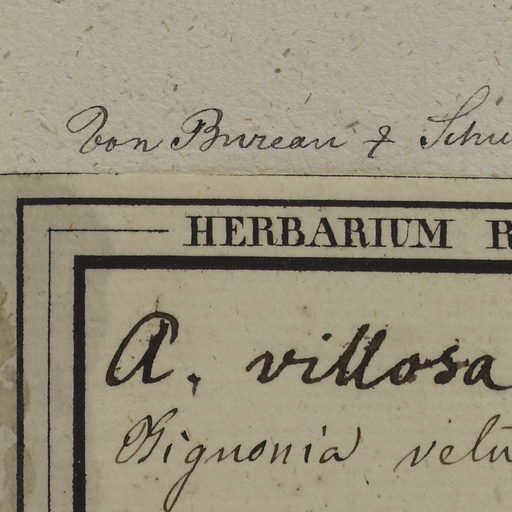 Von Bureau & Schu
HERBARIUM R
A. villosa
Bignonia velu